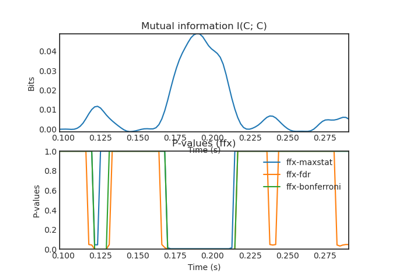 Mutual information I(C; C)
0.04
0.03
0.02
0.01
0.00
Bits
0.100 0.125 0.150 0.175 0.200 0.225 0.250 0.275
Time (s)
P-values (ffx)
1.0
0.8
0.6
0.4
0.2
0.0
P-values
ffx-maxstat
ffx-fdr
ffx-bonferroni
0.100 0.125 0.150 0.175 0.200 0.225 0.250 0.275
Time (s)